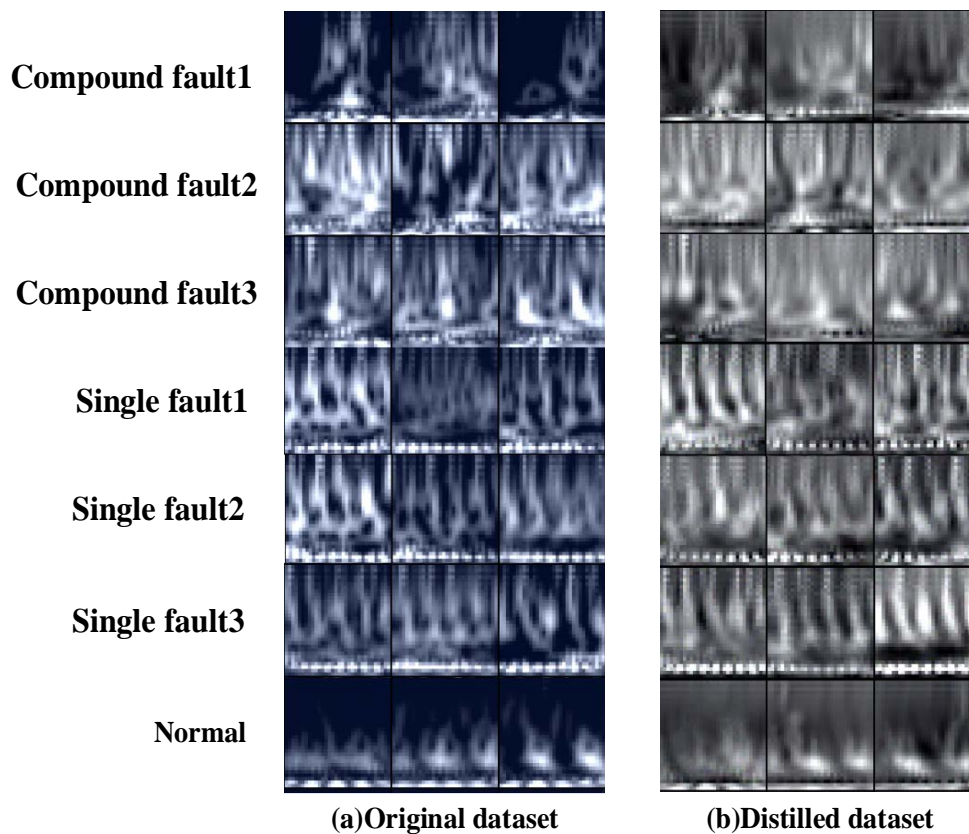 Compound fault1
Compound fault2
Compound fault3
Single fault1
Single fault2
Single fault3
Normal
(a)Original dataset
(b)Distilled dataset